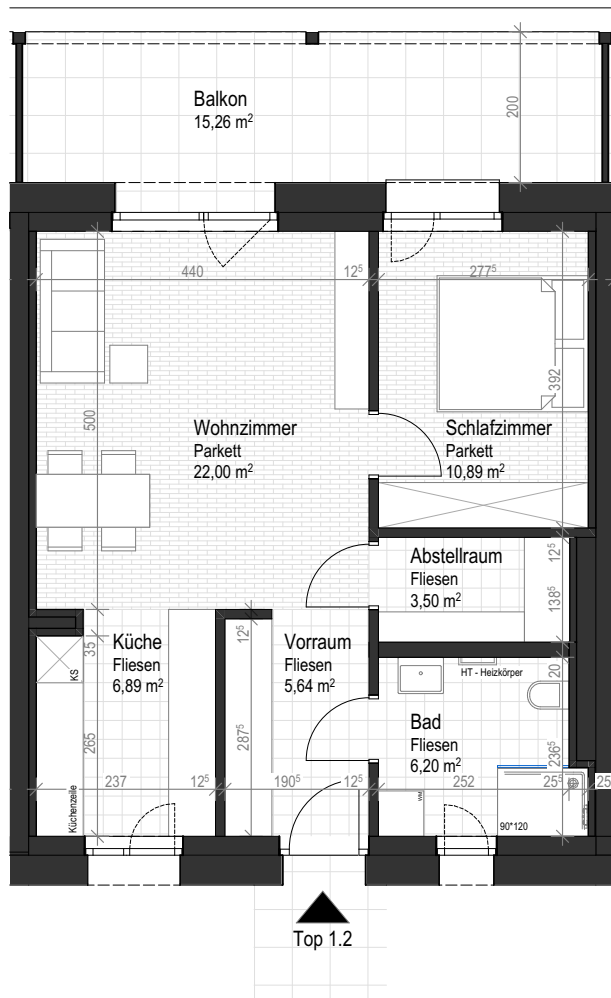 Balkon
15,26 m²
200
440
12⁵
277⁵
392
500
Wohnzimmer
Parkett
22,00 m²
Schlafzimmer
Parkett
10,89 m²
Abstellraum
Fliesen
3,50 m²
12⁵
138⁵
Küche
Fliesen
6,89 m²
35
KS
265
Küchenzeile
12⁵
287⁵
Vorraum
Fliesen
5,64 m²
HT - Heizkörper
20
Bad
Fliesen
6,20 m²
236⁵
237
12⁵
190⁵
12⁵
252
25⁵
25
WM
90*120
Top 1.2